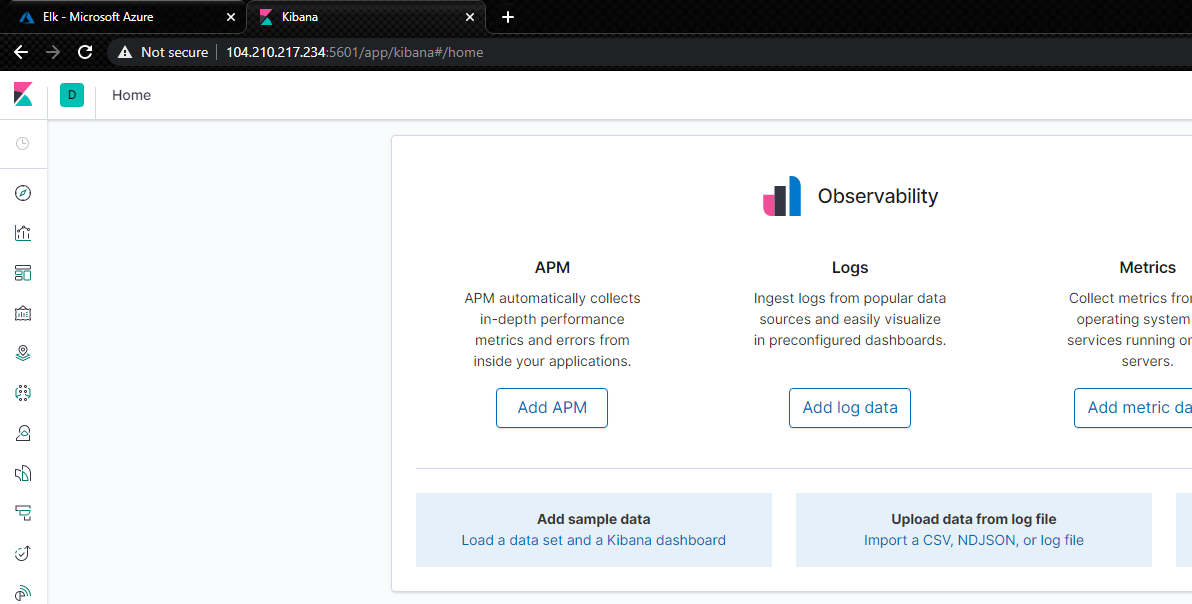 Elk - Microsoft Azure
Kibana
Not secure
104.210.217.234:5601/app/kibana#/home
D
Home
Observability
APM
APM automatically collects
in-depth performance
metrics and errors from
inside your applications.
Add APM
Logs
Ingest logs from popular data
sources and easily visualize
in preconfigured dashboards.
Add log data
Metrics
Collect metrics fro
operating system
services running on
servers.
Add metric da
Add sample data
Load a data set and a Kibana dashboard
Upload data from log file
Import a CSV, NDJSON, or log file